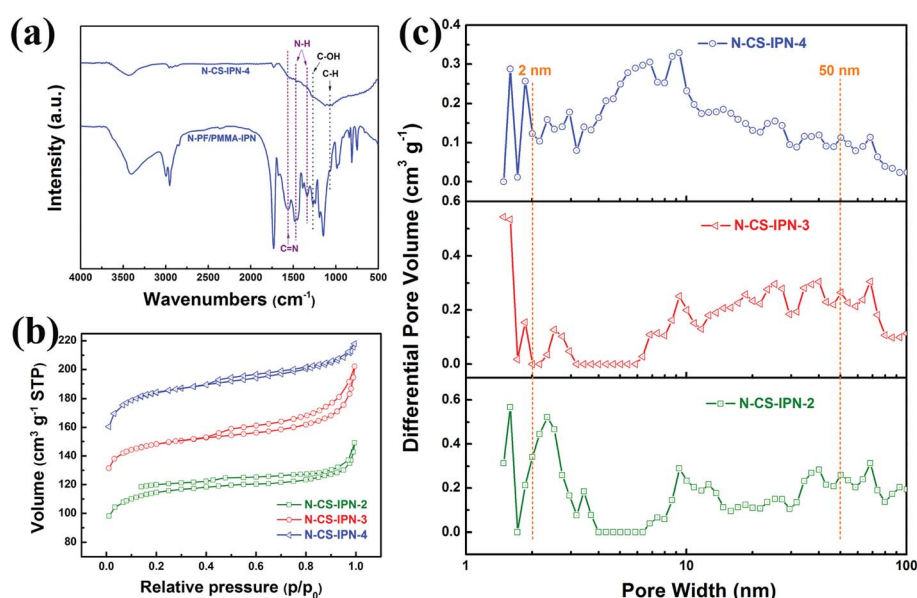 (a)
N-H
C-OH
C-H
N-CS-IPN-4
N-PF/PMMA-IPN
C=N
Intensity (a.u.)
4000 3500 3000 2500 2000 1500 1000 500
Wavenumbers (cm⁻¹)
(b)
220
200
180
160
140
120
100
80
Volume (cm³ g⁻¹ STP)
N-CS-IPN-2
N-CS-IPN-3
N-CS-IPN-4
0.0 0.2 0.4 0.6 0.8 1.0
Relative pressure (p/p₀)
(c)
Differential Pore Volume (cm³ g⁻¹)
0.3
0.2
0.1
0.0
N-CS-IPN-4
2 nm
50 nm
0.6
0.4
0.2
0.0
N-CS-IPN-3
0.6
0.4
0.2
0.0
N-CS-IPN-2
1 10 100
Pore Width (nm)